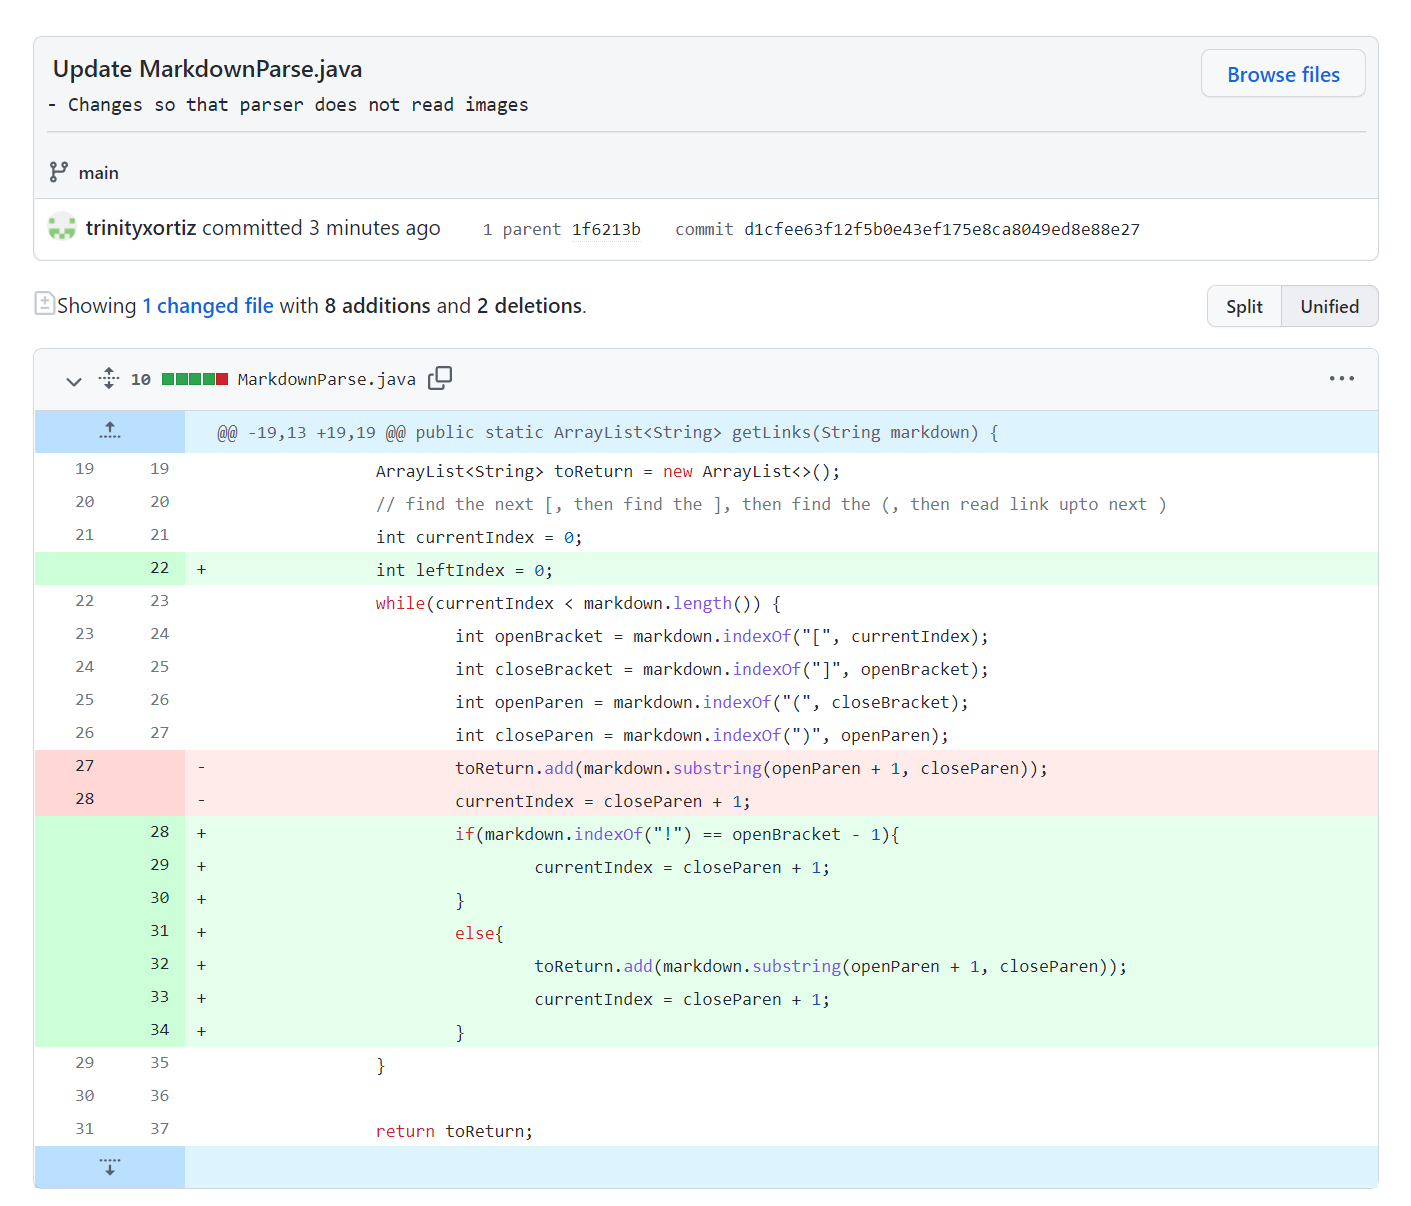 Update MarkdownParse.java
Browse files
- Changes so that parser does not read images
main
trinityxortiz committed 3 minutes ago 1 parent 1f6213b commit d1cfee63f12f5b0e43ef175e8ca8049ed8e88e27
Showing 1 changed file with 8 additions and 2 deletions.
Split Unified
10 MarkdownParse.java
@@ -19,13 +19,19 @@ public static ArrayList<String> getLinks(String markdown) {
19 19 ArrayList<String> toReturn = new ArrayList<>();
20 20 // find the next [, then find the ], then find the (, then read link upto next )
21 21 int currentIndex = 0;
22 + int leftIndex = 0;
22 23 while(currentIndex < markdown.length()) {
23 24 int openBracket = markdown.indexOf("[", currentIndex);
24 25 int closeBracket = markdown.indexOf("]", openBracket);
25 26 int openParen = markdown.indexOf("(", closeBracket);
26 27 int closeParen = markdown.indexOf(")", openParen);
27 - toReturn.add(markdown.substring(openParen + 1, closeParen));
28 - currentIndex = closeParen + 1;
28 + if(markdown.indexOf("!") == openBracket - 1){
29 + currentIndex = closeParen + 1;
30 + }
31 + else{
32 + toReturn.add(markdown.substring(openParen + 1, closeParen));
33 + currentIndex = closeParen + 1;
34 + }
29 35 }
30 36
31 37 return toReturn;